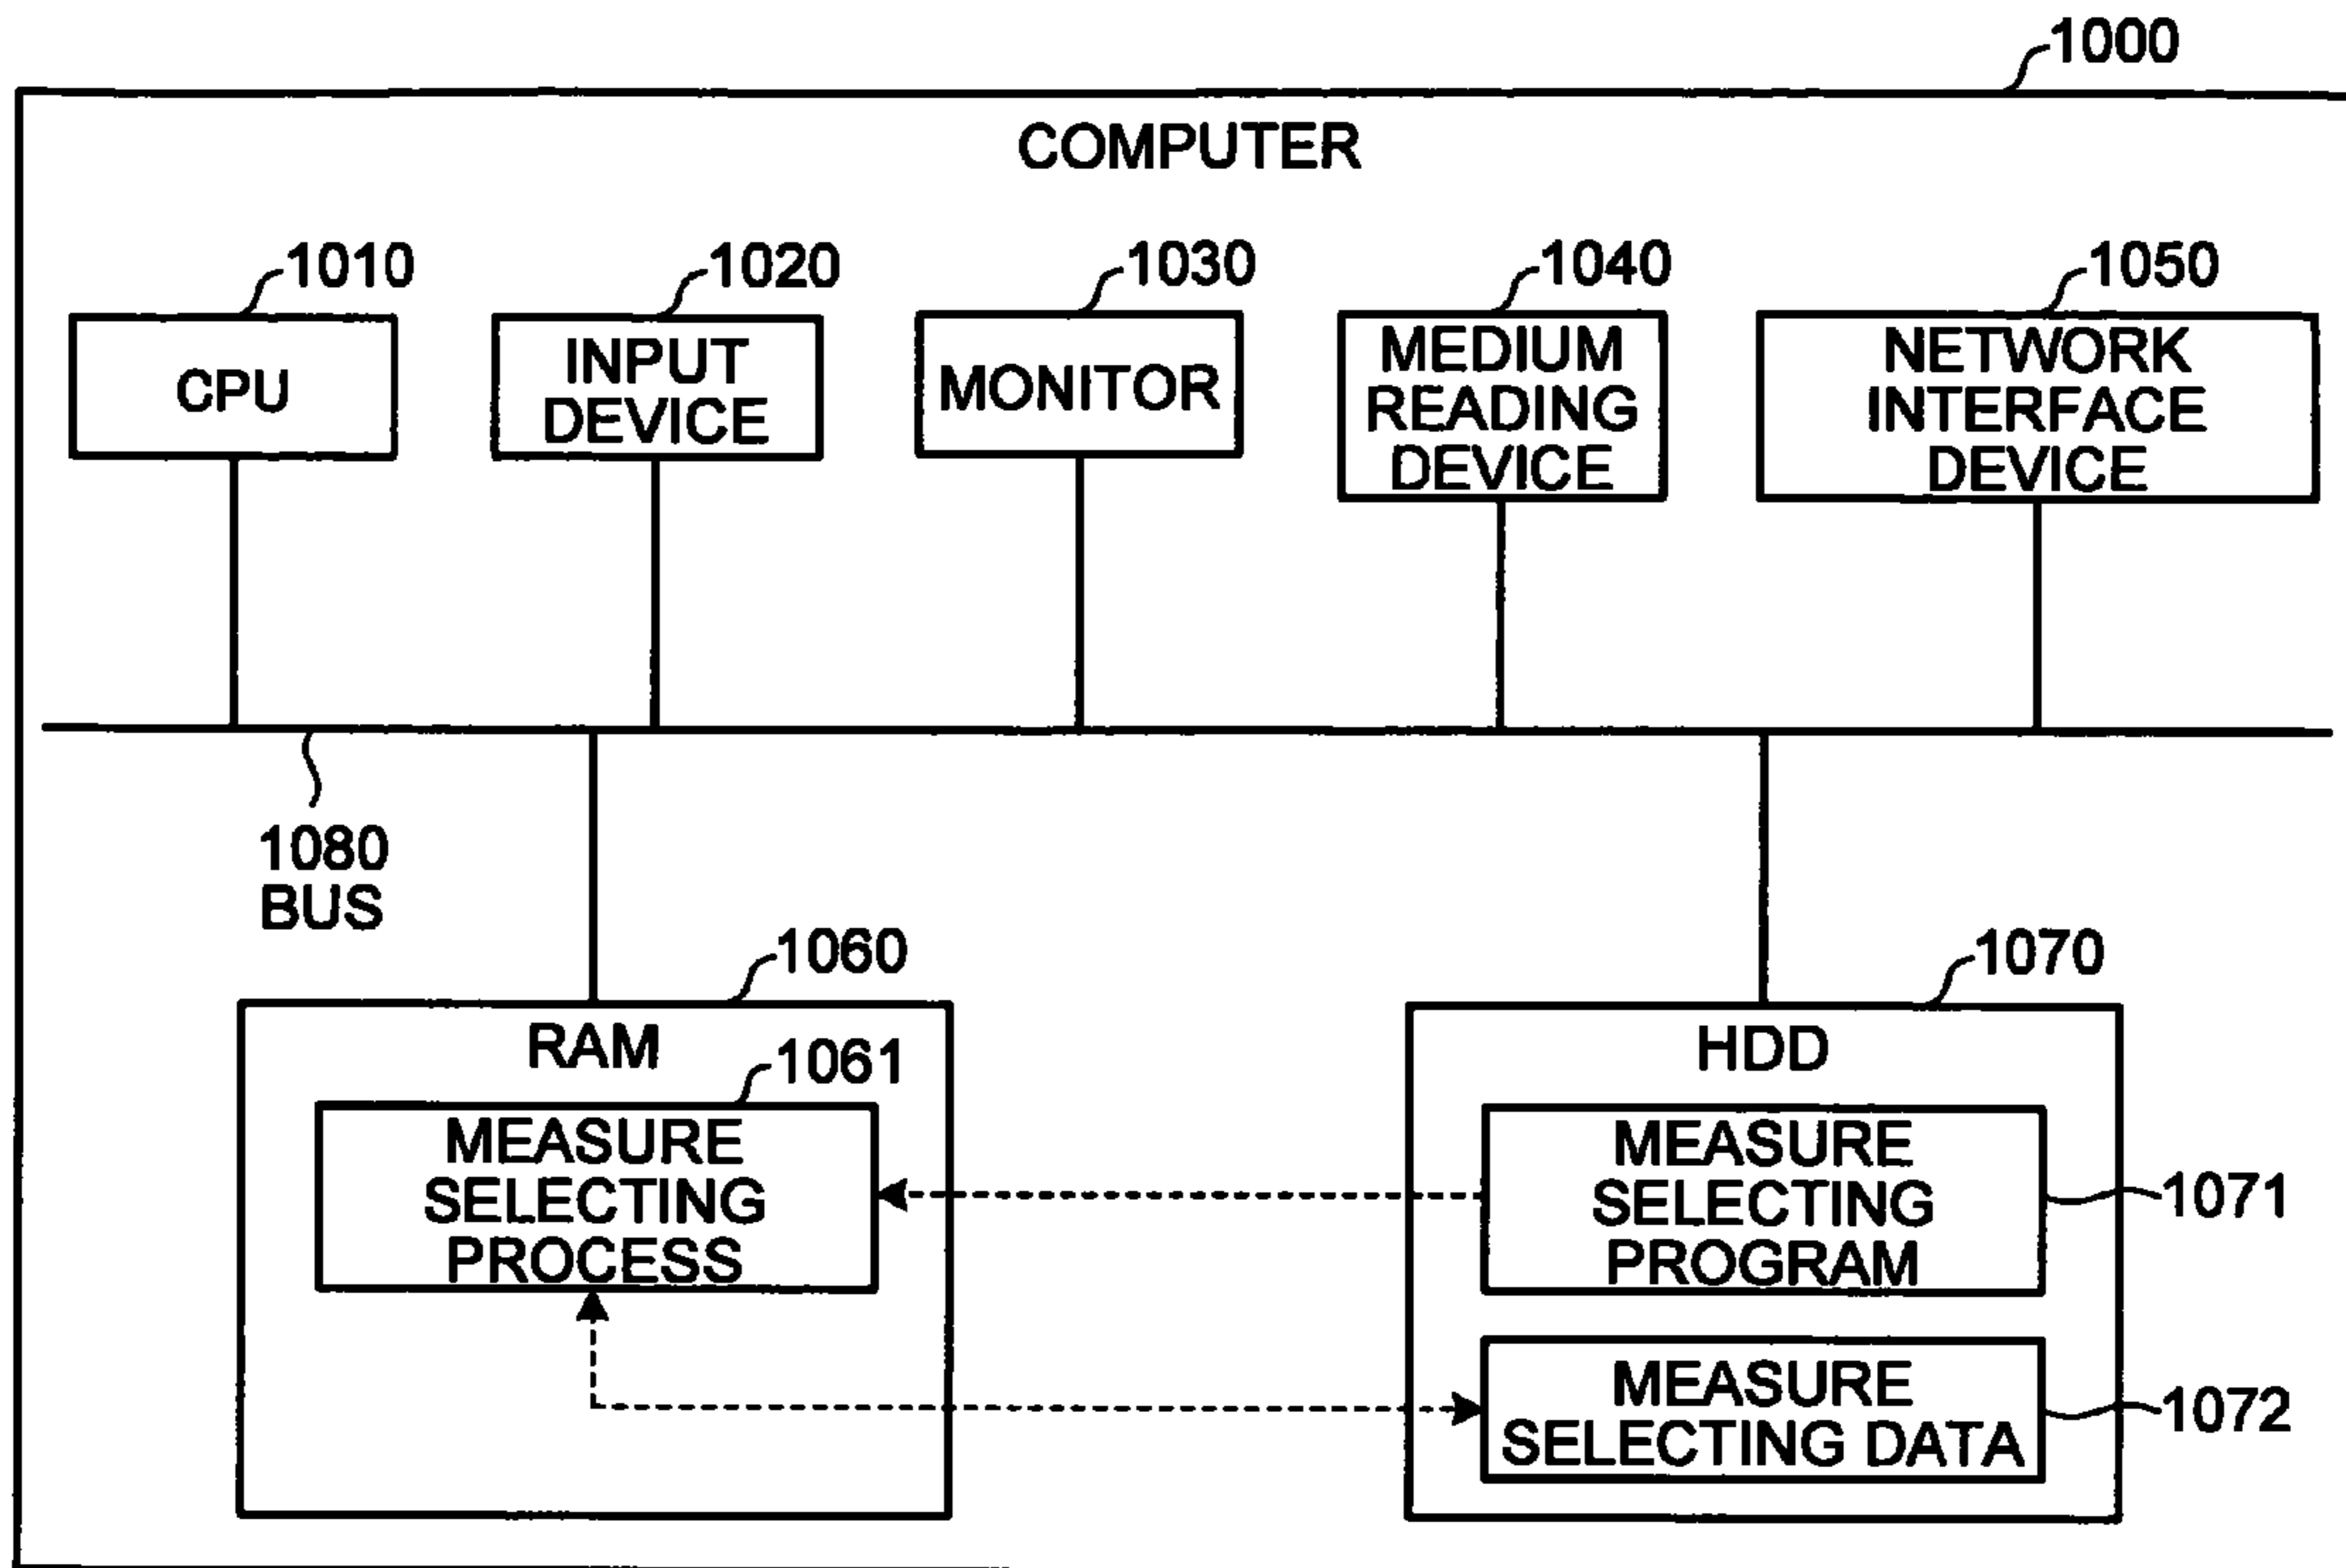 1000
COMPUTER
1010
1020
1030
1040
1050
CPU
INPUT
DEVICE
MONITOR
MEDIUM
READING
DEVICE
NETWORK
INTERFACE
DEVICE
1080
BUS
1060
RAM
1061
MEASURE
SELECTING
PROCESS
1070
HDD
MEASURE
SELECTING
PROGRAM
1071
MEASURE
SELECTING DATA
1072